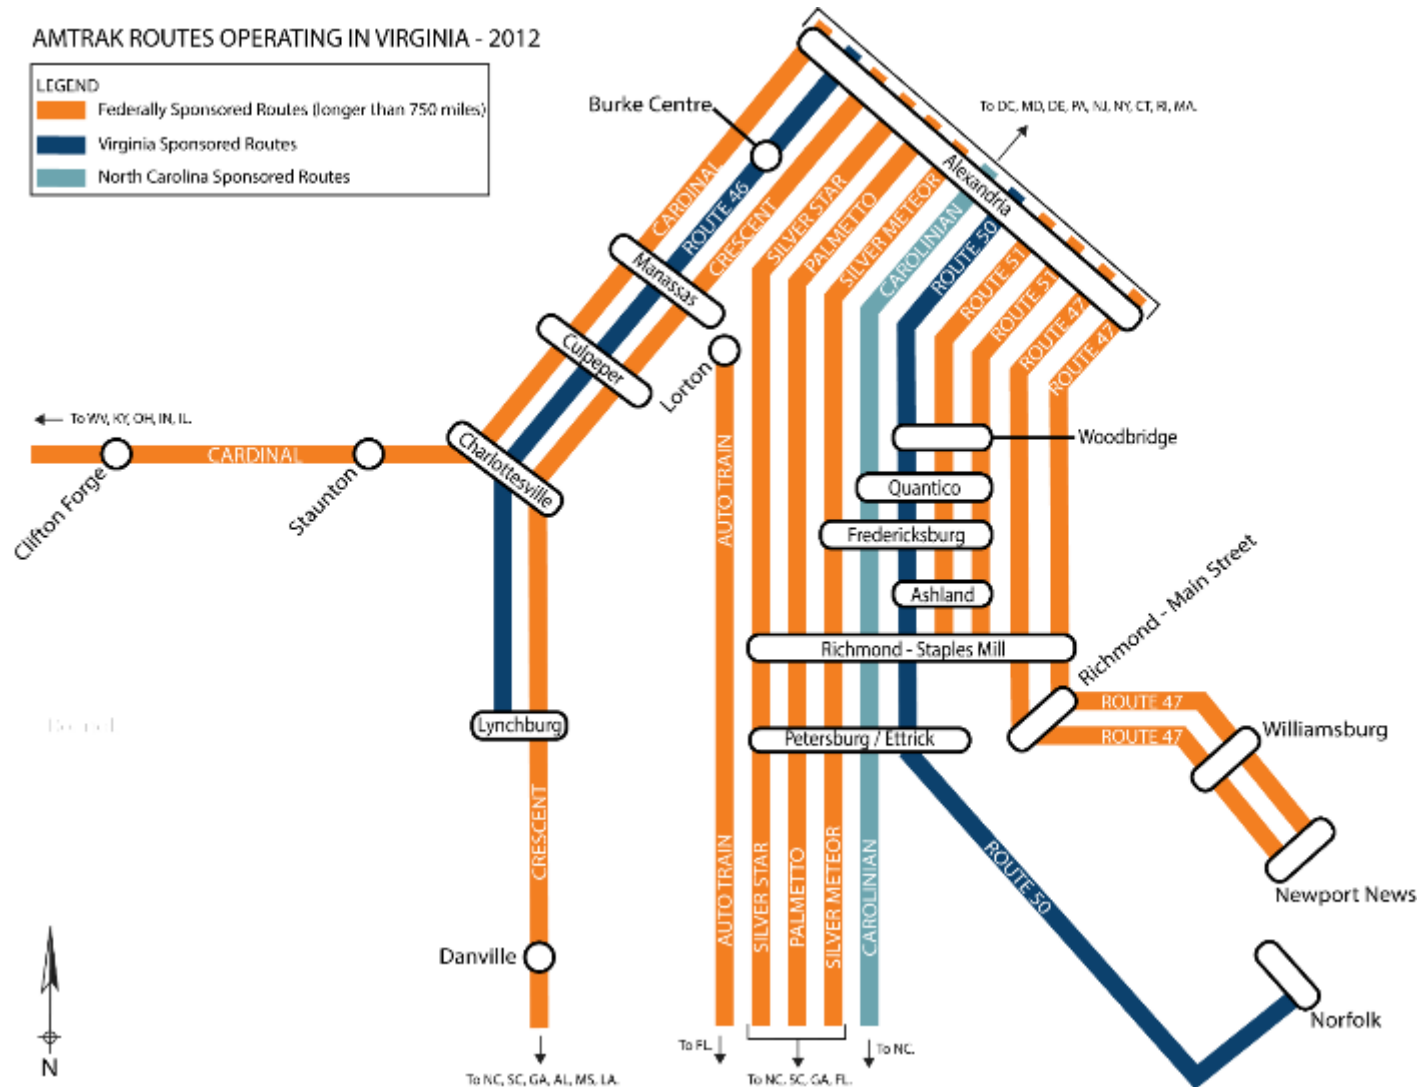 AMTRAK ROUTES OPERATING IN VIRGINIA - 2012
LEGEND
Federally Sponsored Routes (longer than 750 miles)
Virginia Sponsored Routes
North Carolina Sponsored Routes
Burke Centre
To DC, MD, DE, PA, NJ, NY, CT, RI, MA.
Alexandria
CARDINAL
ROUTE 46
CRESCENT
SILVER STAR
PALMETTO
SILVER METEOR
CAROLINIAN
ROUTE 50
ROUTE 51
ROUTE 51
ROUTE 47
ROUTE 47
Manassas
Culpeper
Lorton
To WV, KY, OH, IN, IL.
CARDINAL
Clifton Forge
Staunton
Charlottesville
Woodbridge
AUTO TRAIN
Quantico
Fredericksburg
Ashland
Richmond - Staples Mill
Richmond - Main Street
ROUTE 47
ROUTE 47
Williamsburg
Lynchburg
Petersburg / Ettrick
Newport News
CRESCENT
AUTO TRAIN
SILVER STAR
PALMETTO
SILVER METEOR
CAROLINIAN
ROUTE 50
Danville
Norfolk
N
To FL.
To NC.
To NC, SC, GA, AL, MS, LA.
To NC, SC, GA, FL.